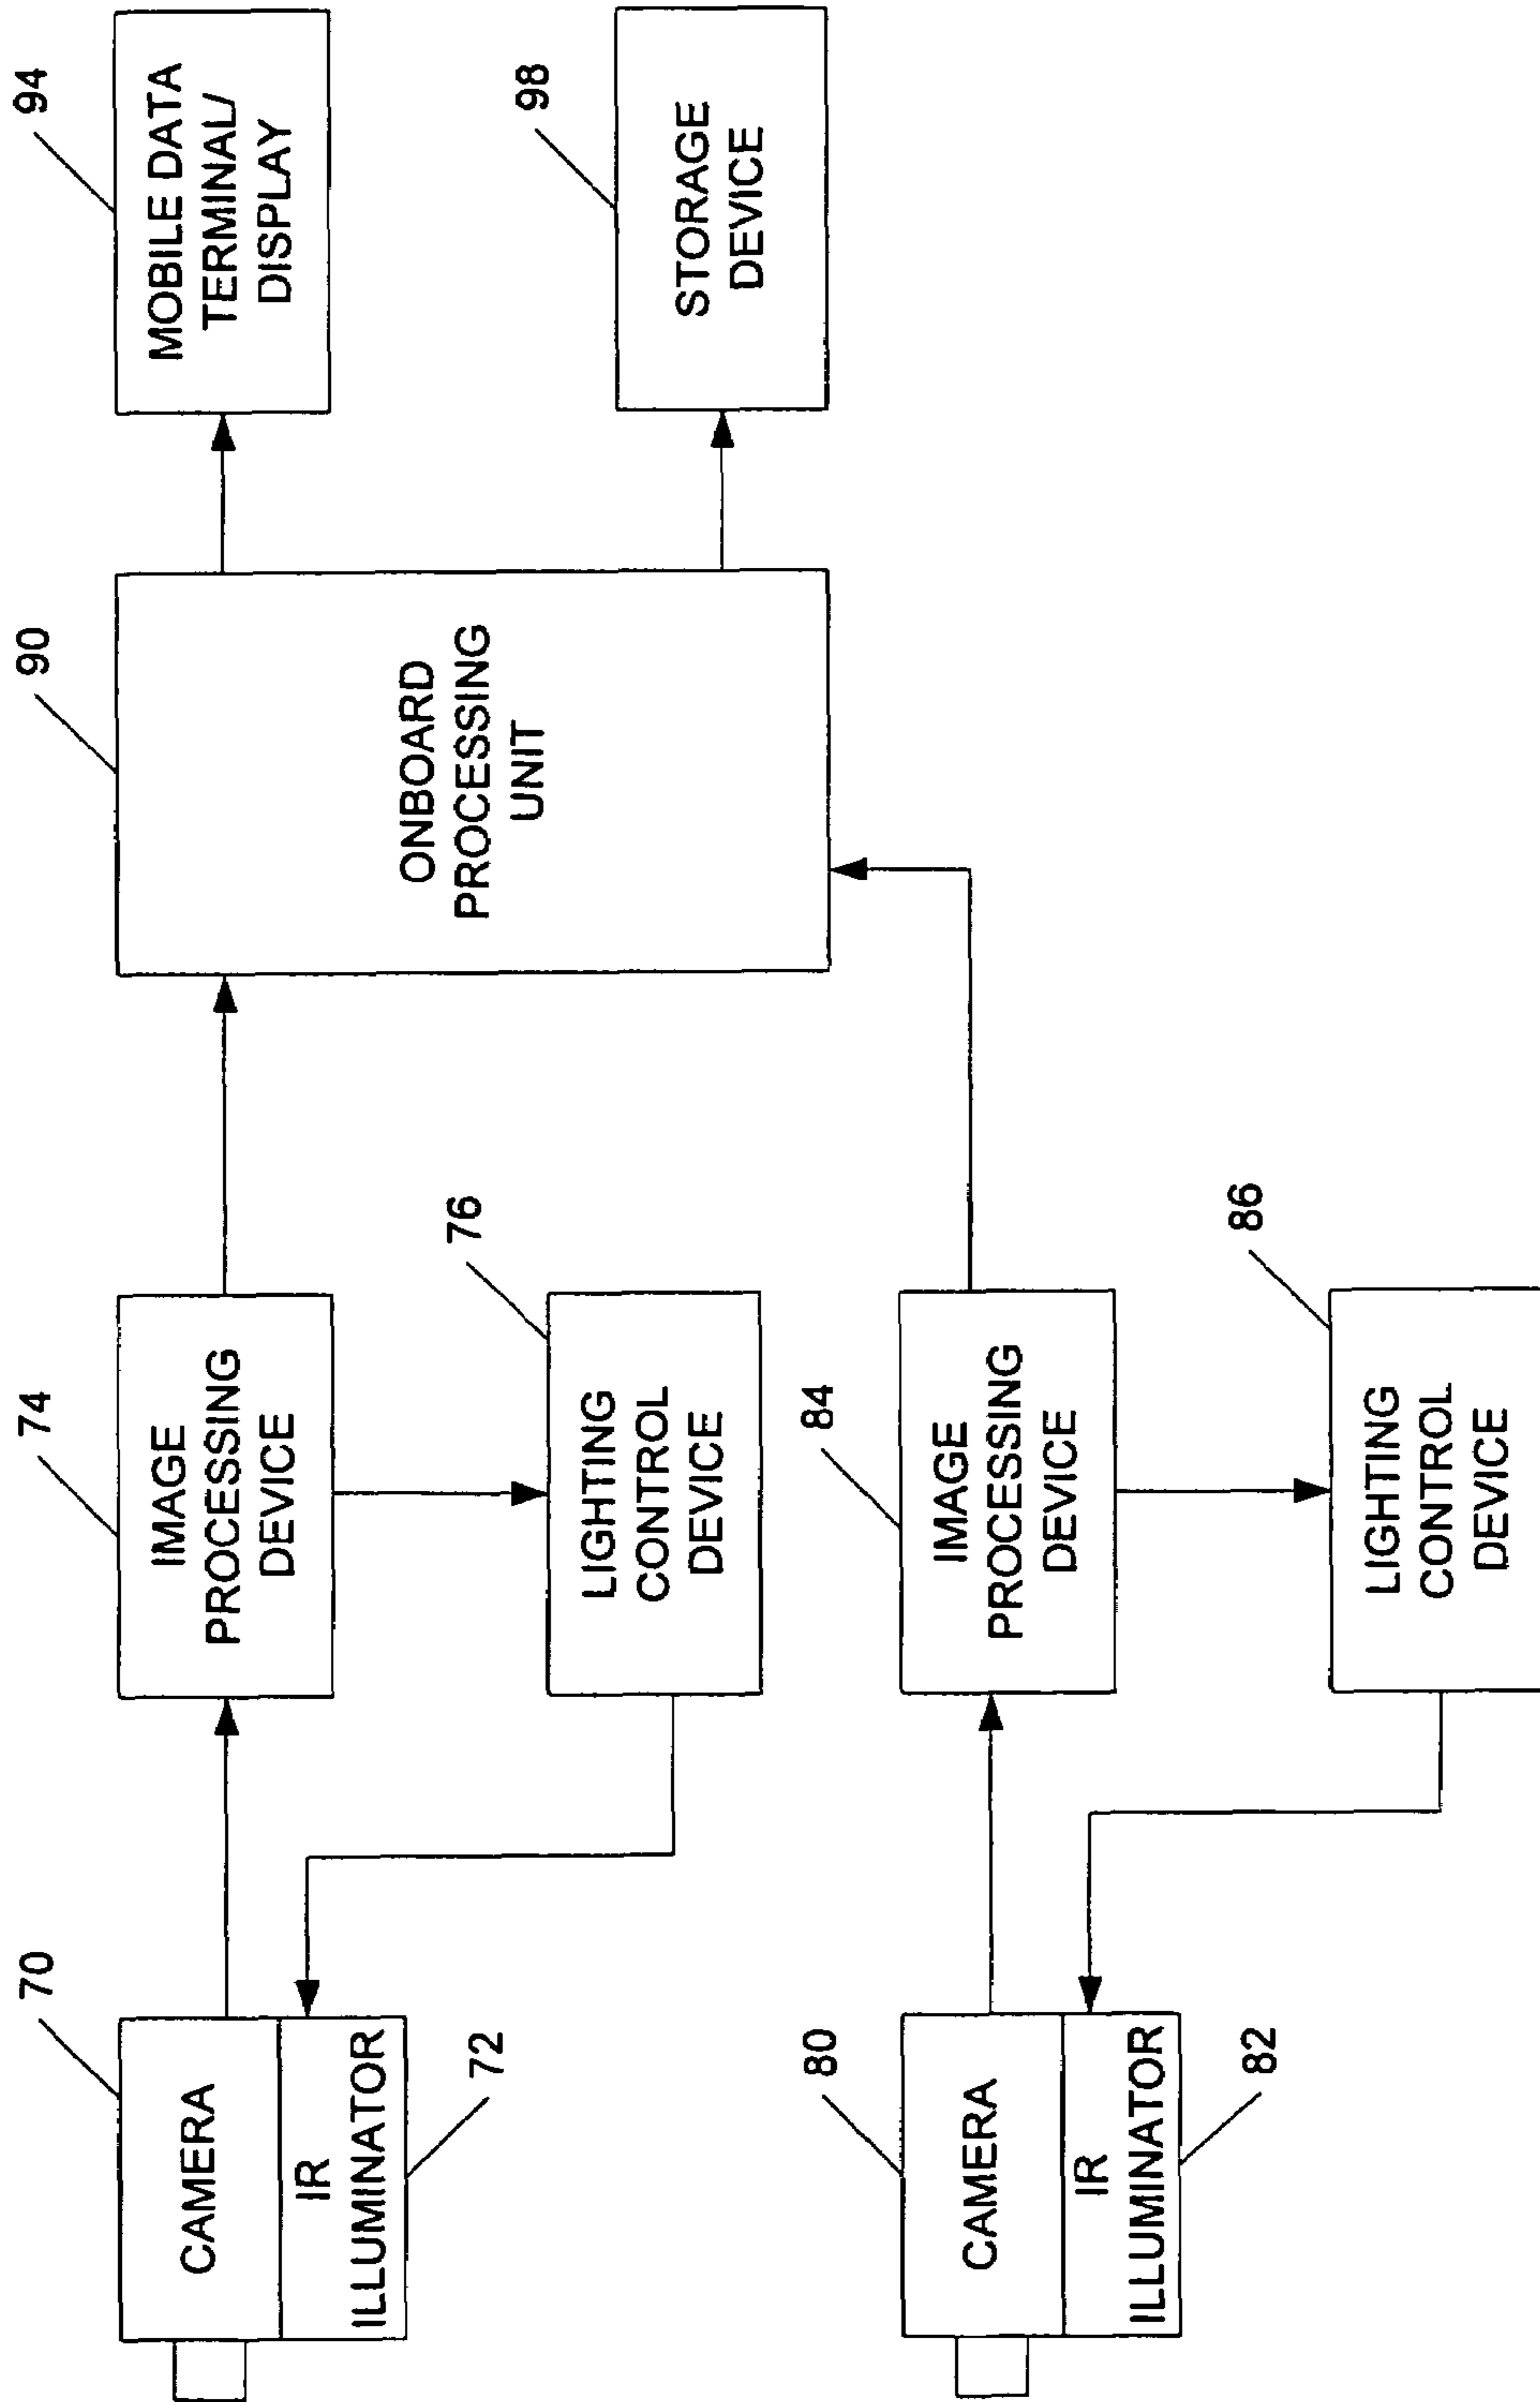 70
CAMERA
IR
ILLUMINATOR
72
74
IMAGE
PROCESSING
DEVICE
76
LIGHTING
CONTROL
DEVICE
80
CAMERA
IR
ILLUMINATOR
82
84
IMAGE
PROCESSING
DEVICE
86
LIGHTING
CONTROL
DEVICE
90
ONBOARD
PROCESSING
UNIT
94
MOBILE DATA
TERMINAL/
DISPLAY
98
STORAGE
DEVICE